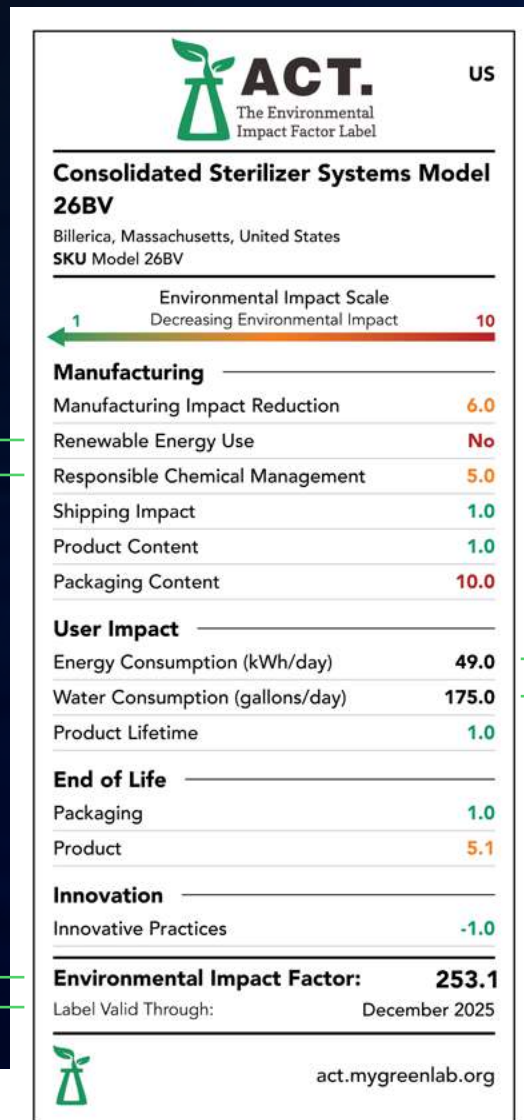 ACT.
US
The Environmental
Impact Factor Label
Consolidated Sterilizer Systems Model
26BV
Billerica, Massachusetts, United States
SKU Model 26BV
Environmental Impact Scale
1 Decreasing Environmental Impact 10
Manufacturing
Manufacturing Impact Reduction 6.0
Renewable Energy Use No
Responsible Chemical Management 5.0
Shipping Impact 1.0
Product Content 1.0
Packaging Content 10.0
User Impact
Energy Consumption (kWh/day) 49.0
Water Consumption (gallons/day) 175.0
Product Lifetime 1.0
End of Life
Packaging 1.0
Product 5.1
Innovation
Innovative Practices -1.0
Environmental Impact Factor: 253.1
Label Valid Through: December 2025
act.mygreenlab.org